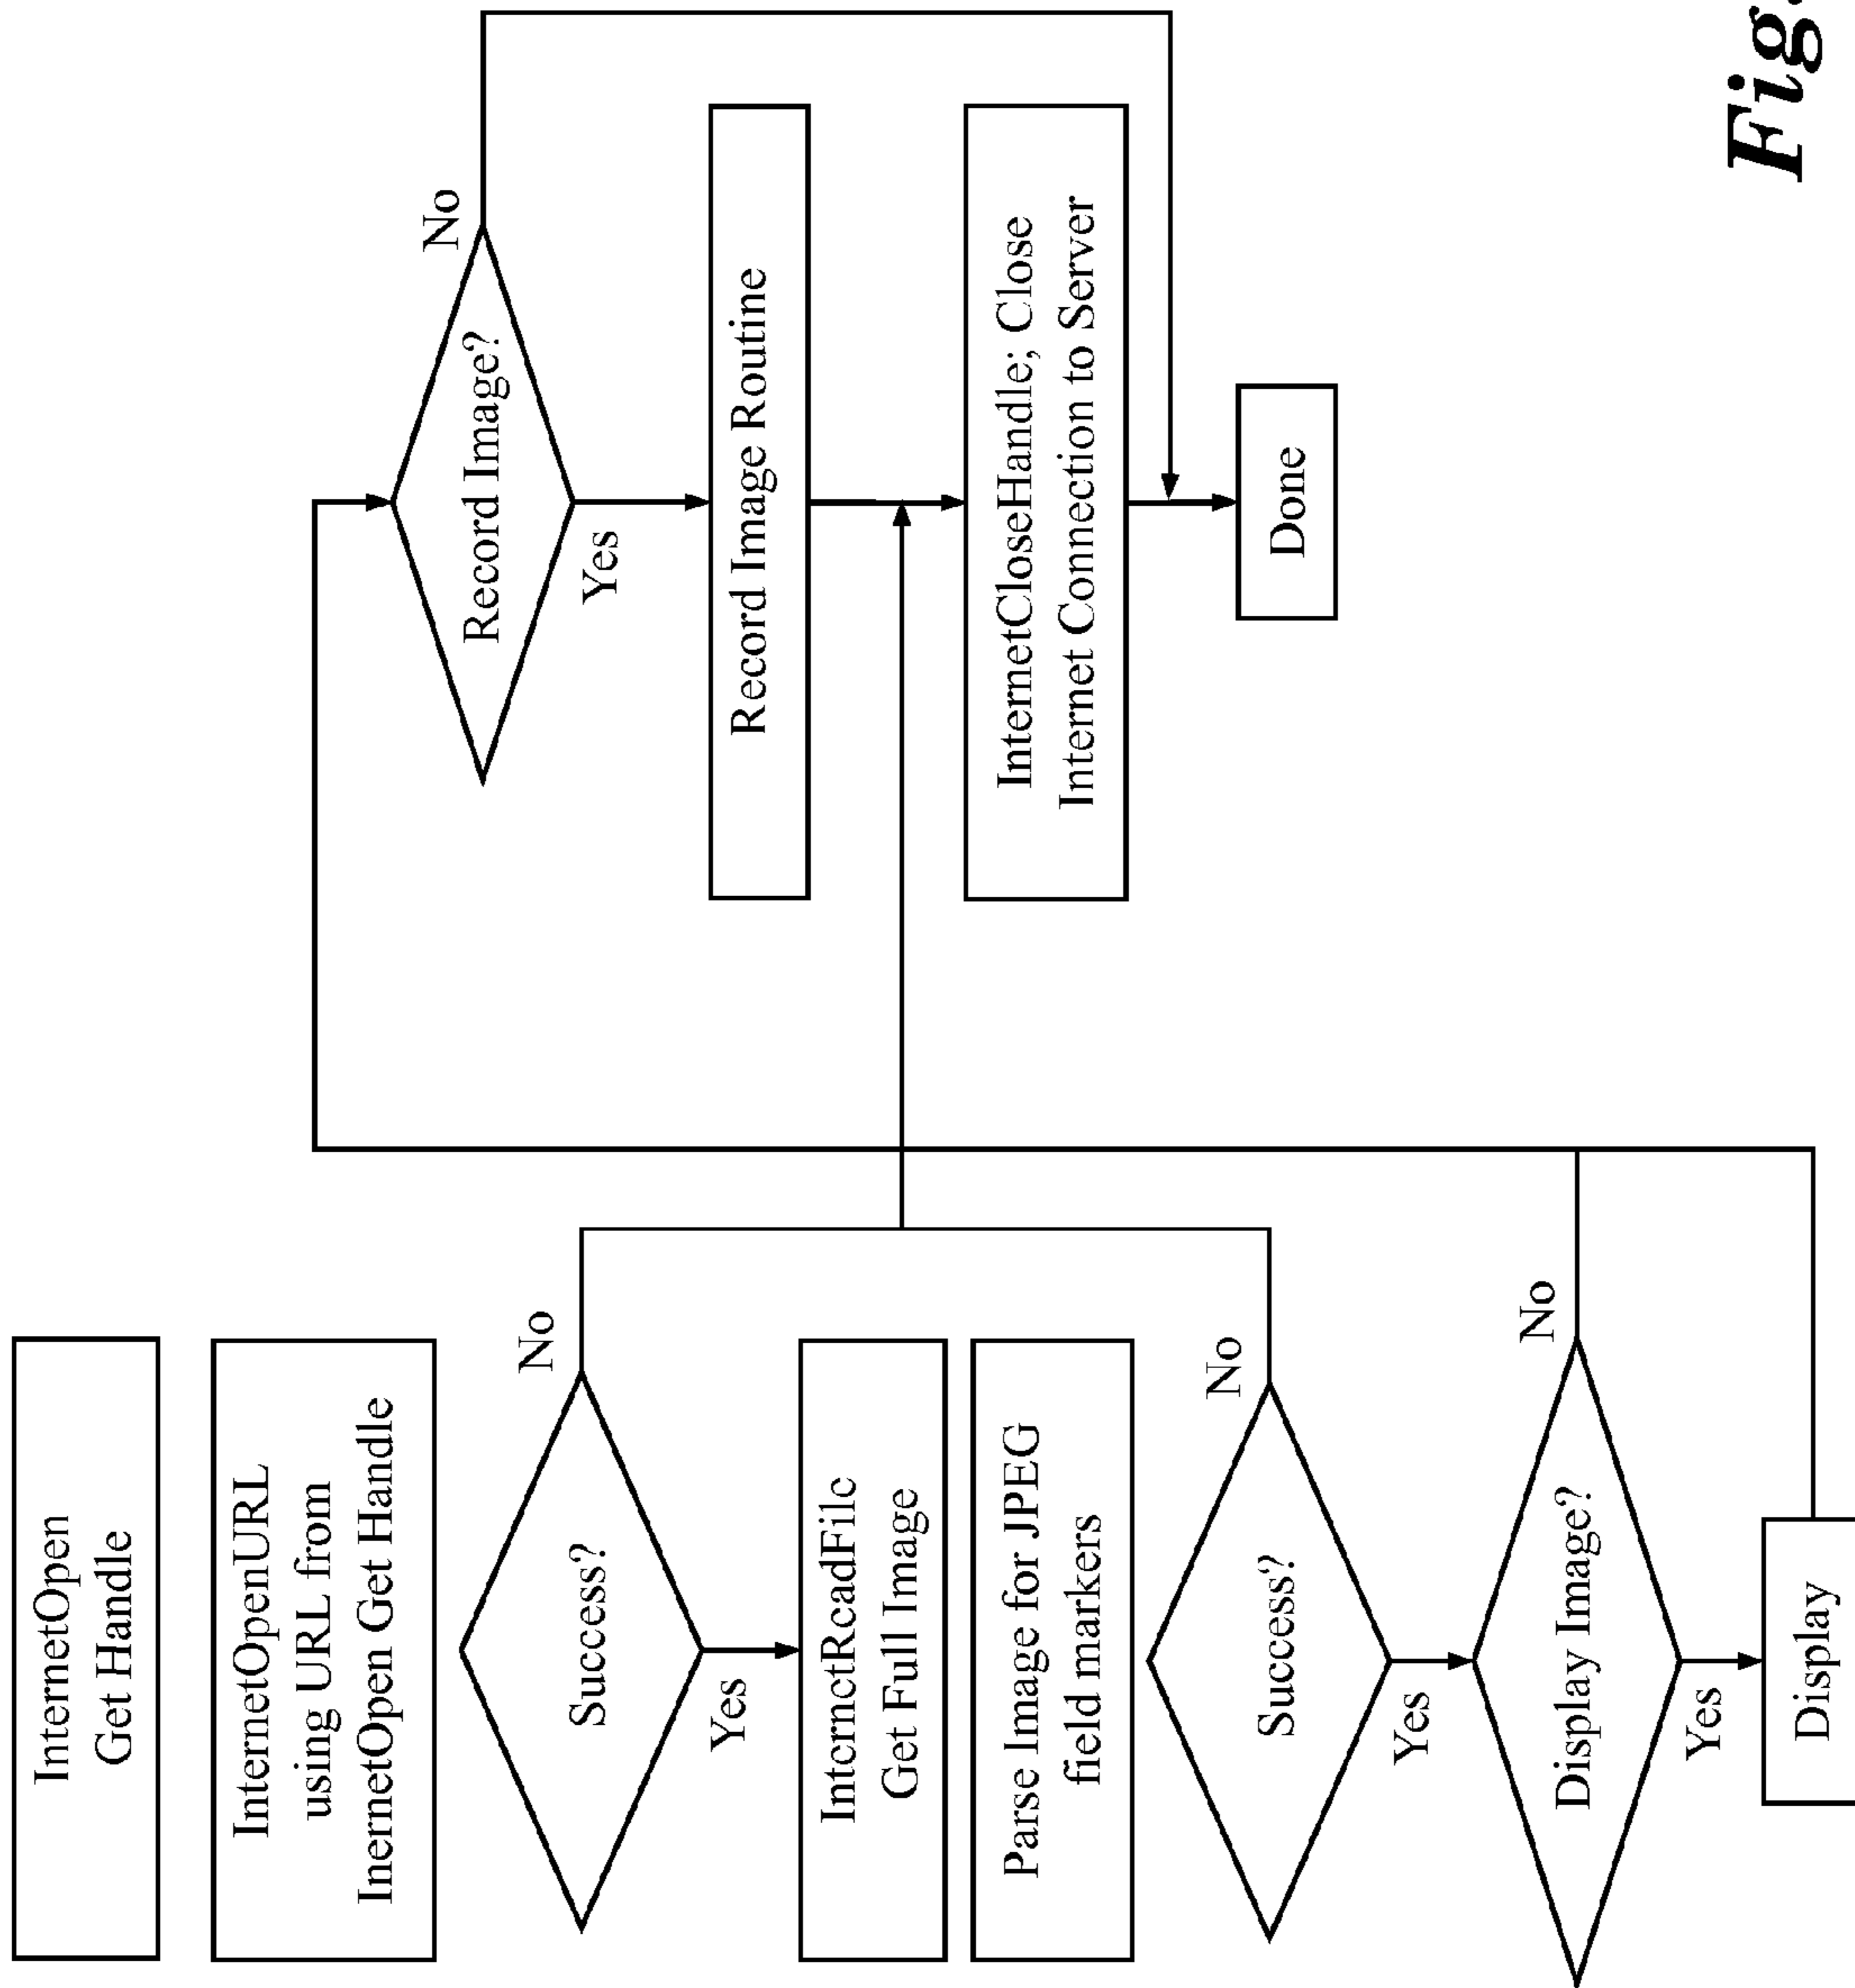 InternetOpen
Get Handle
InternetOpenURL
using URL from
InernetOpen Get Handle
Success?
No
Yes
InternetReadFile
Get Full Image
Parse Image for JPEG
field markers
Success?
No
Yes
Display Image?
No
Yes
Display
Record Image?
No
Yes
Record Image Routine
InternetCloseHandle; Close
Internet Connection to Server
Done
Fig.